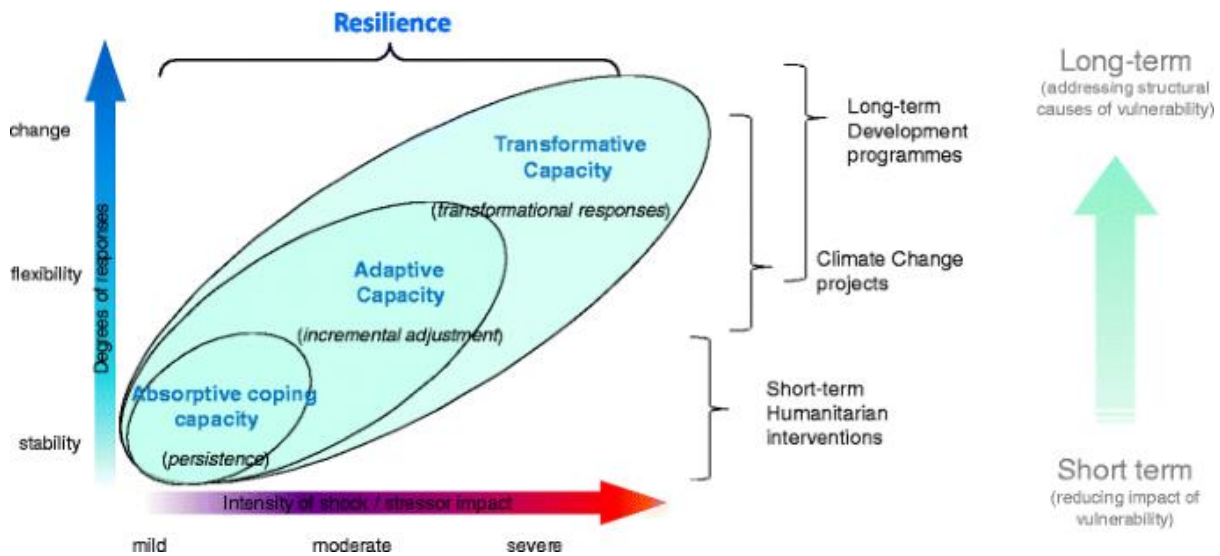 Resilience
change
flexibility
stability
Degrees of responses
Transformative
Capacity
(transformational responses)
Adaptive
Capacity
(incremental adjustment)
Absorptive coping
capacity
(persistence)
Intensity of shock / stressor impact
mild
moderate
severe
Long-term
Development
programmes
Climate Change
projects
Short-term
Humanitarian
interventions
Long-term
(addressing structural
causes of vulnerability)
Short term
(reducing impact of
vulnerability)